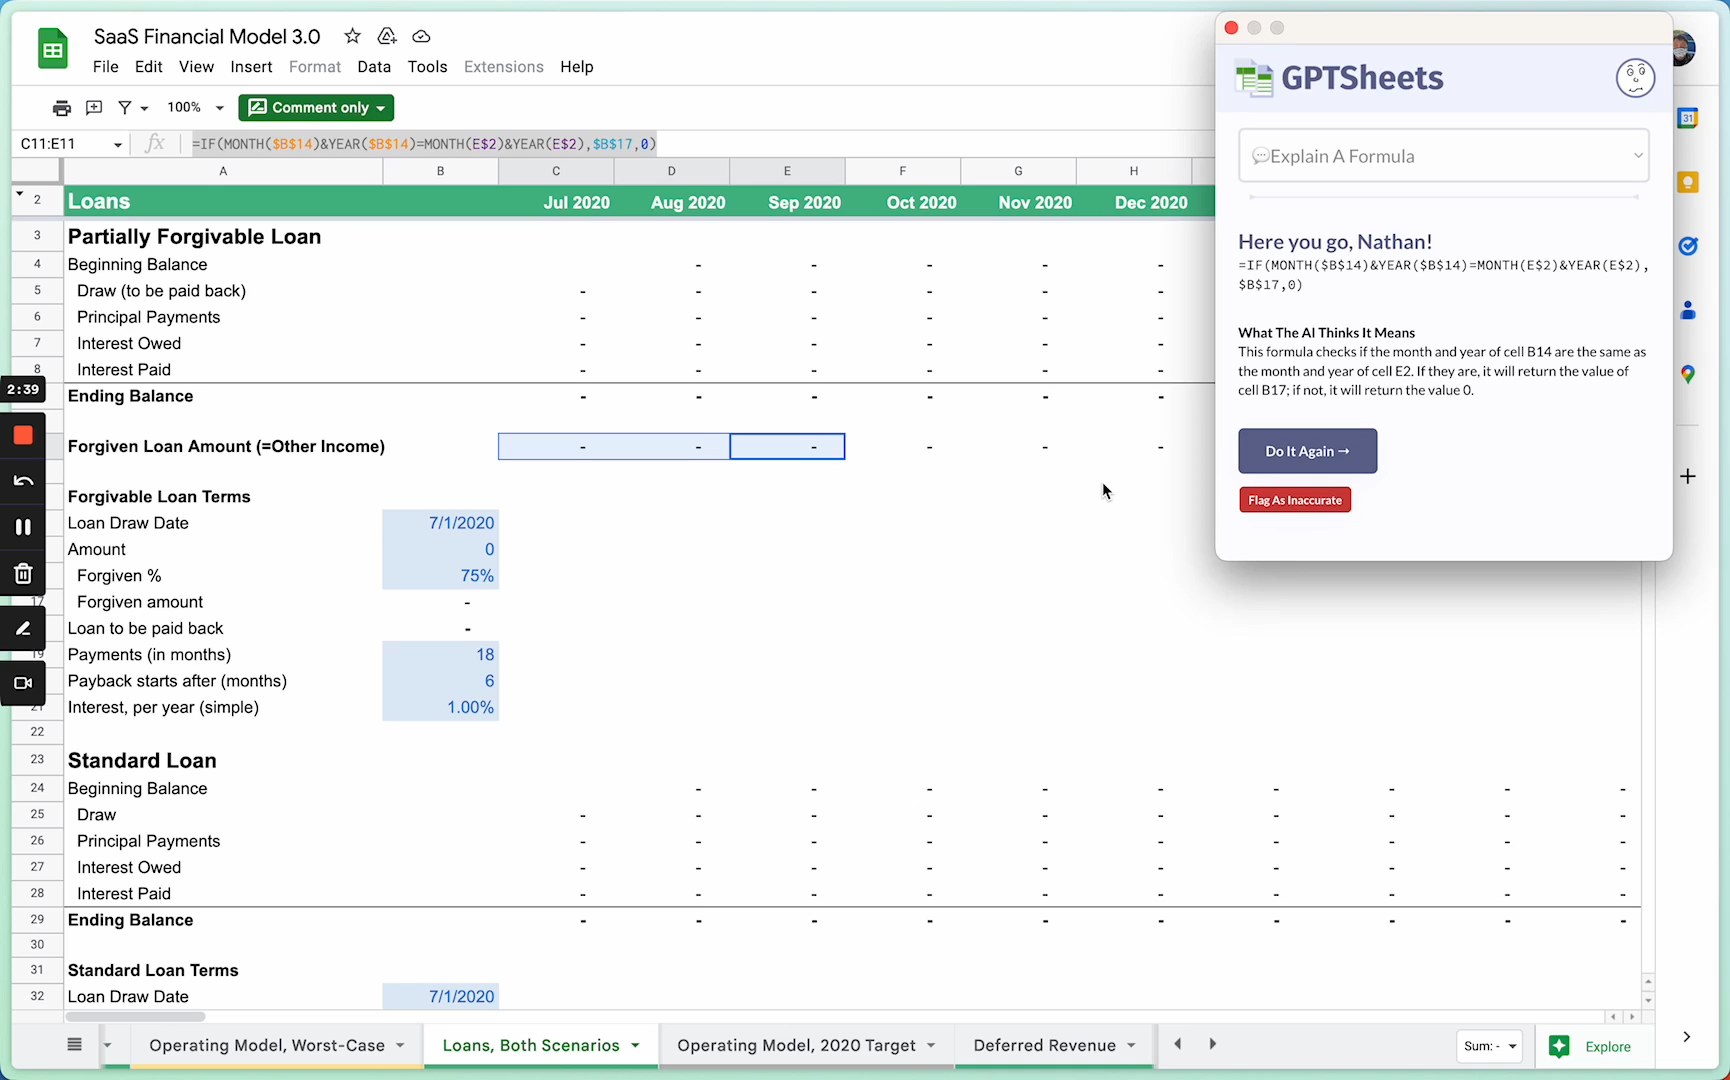 SaaS Financial Model 3.0
File Edit View Insert Format Data Tools Extensions Help
100% Comment only
C11:E11 fx =IF(MONTH($B$14)&YEAR($B$14)=MONTH(E$2)&YEAR(E$2),$B$17,0)
A B C D E F G H
2 Loans Jul 2020 Aug 2020 Sep 2020 Oct 2020 Nov 2020 Dec 2020
3 Partially Forgivable Loan
4 Beginning Balance - - - - -
5 Draw (to be paid back) - - - - - -
6 Principal Payments - - - - - -
7 Interest Owed - - - - - -
8 Interest Paid - - - - - -
Ending Balance - - - - - -
Forgiven Loan Amount (=Other Income) - - - - - -
Forgivable Loan Terms
Loan Draw Date 7/1/2020
Amount 0
Forgiven % 75%
17 Forgiven amount -
Loan to be paid back -
19 Payments (in months) 18
Payback starts after (months) 6
21 Interest, per year (simple) 1.00%
22
23 Standard Loan
24 Beginning Balance - - - - - - - - -
25 Draw - - - - - - - - - -
26 Principal Payments - - - - - - - - - -
27 Interest Owed - - - - - - - - - -
28 Interest Paid - - - - - - - - - -
29 Ending Balance - - - - - - - - - -
30
31 Standard Loan Terms
32 Loan Draw Date 7/1/2020
2:39
Operating Model, Worst-Case Loans, Both Scenarios Operating Model, 2020 Target Deferred Revenue Sum: - Explore
GPTSheets
Explain A Formula
Here you go, Nathan!
=IF(MONTH($B$14)&YEAR($B$14)=MONTH(E$2)&YEAR(E$2),
$B$17,0)
What The AI Thinks It Means
This formula checks if the month and year of cell B14 are the same as
the month and year of cell E2. If they are, it will return the value of
cell B17; if not, it will return the value 0.
Do It Again →
Flag As Inaccurate
31